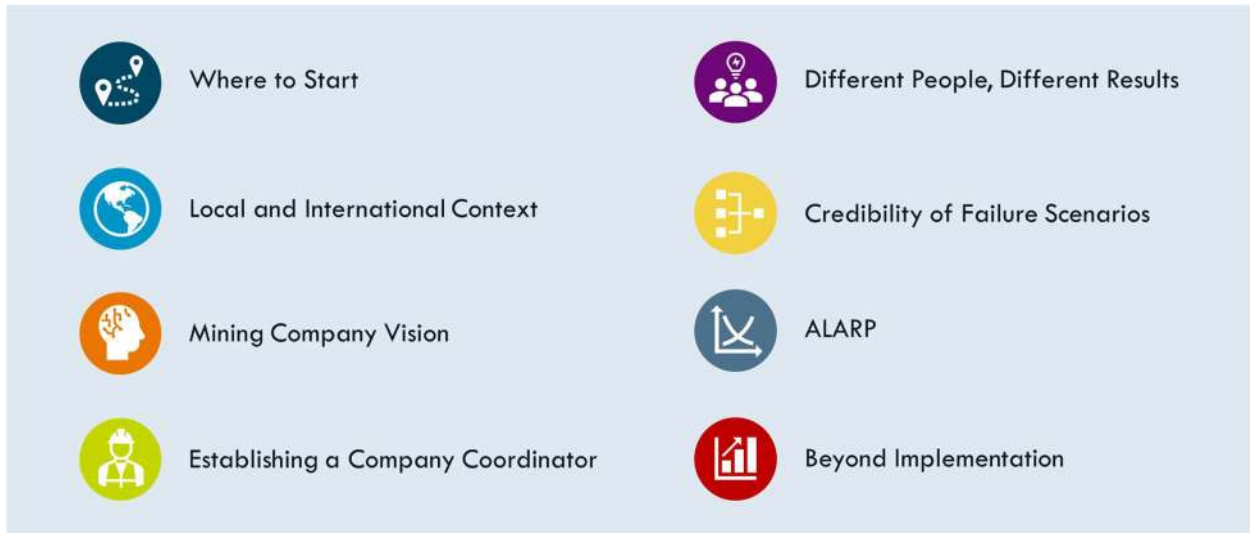 Where to Start
Local and International Context
Mining Company Vision
Establishing a Company Coordinator
Different People, Different Results
Credibility of Failure Scenarios
ALARP
Beyond Implementation